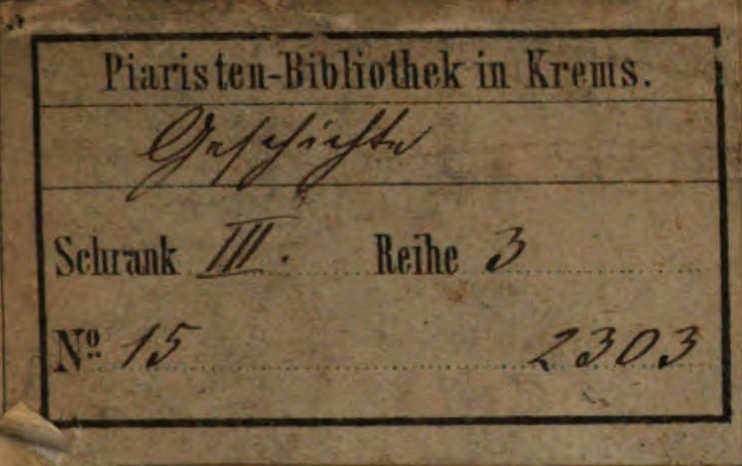 Piaristen-Bibliothek in Krems.
Geschichte
Schrank III. Reihe 3
Nº 15 2303